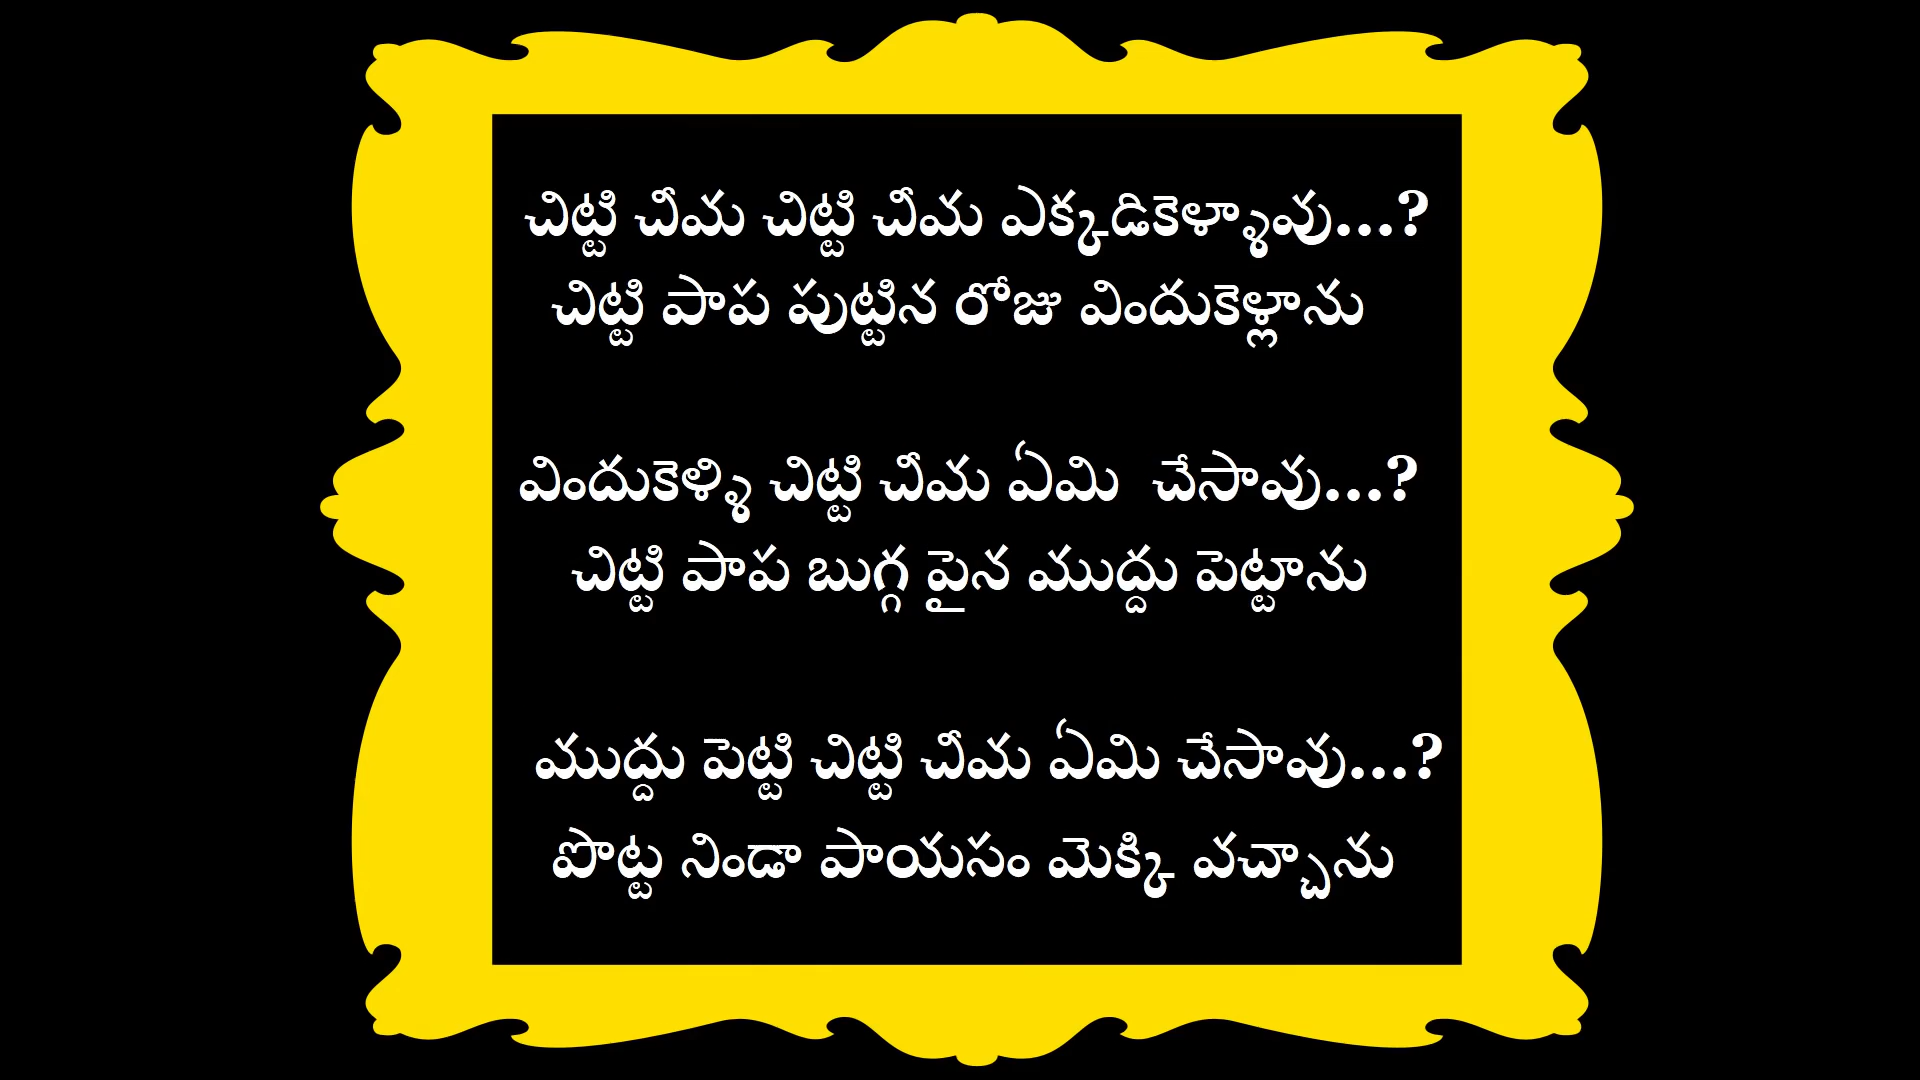 చిట్టి చీమ చిట్టి చీమ ఎక్కడికెళ్ళావు...?
చిట్టి పాప పుట్టిన రోజు విందుకెళ్లాను
విందుకెళ్ళి చిట్టి చీమ ఏమి చేసావు...?
చిట్టి పాప బుగ్గ పైన ముద్దు పెట్టాను
ముద్దు పెట్టి చిట్టి చీమ ఏమి చేసావు...?
పొట్ట నిండా పాయసం మెక్కి వచ్చాను